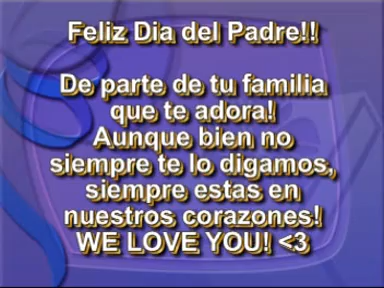 Feliz Dia del Padre!!
De parte de tu familia
que te adora!
Aunque bien no
siempre te lo digamos,
siempre estas en
nuestros corazones!
WE LOVE YOU! <3